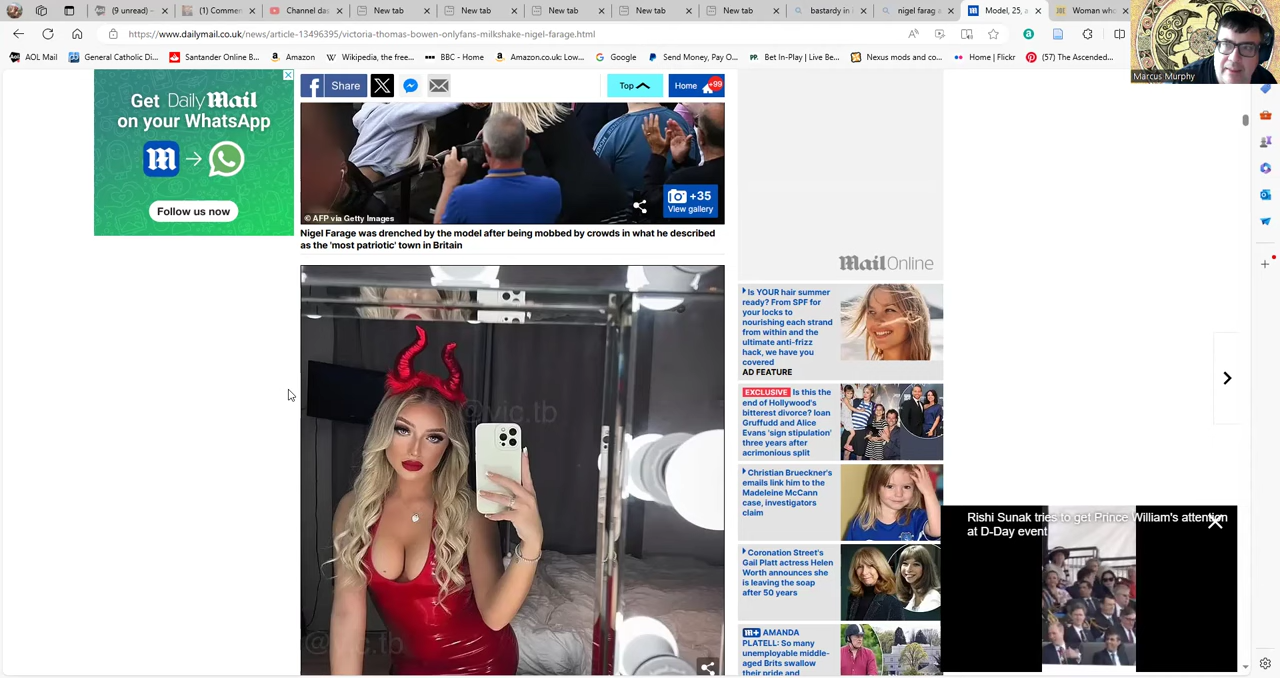 (9 unread) –
(1) Commen
Channel das
New tab
New tab
New tab
New tab
New tab
bastardy in i
nigel farag a
Model, 25, a
Woman who
https://www.dailymail.co.uk/news/article-13496395/victoria-thomas-bowen-onlyfans-milkshake-nigel-farage.html
AOL Mail
General Catholic Di...
Santander Online B...
Amazon
Wikipedia, the free...
BBC - Home
Amazon.co.uk: Low...
Google
Send Money, Pay O...
Bet In-Play | Live Be...
Nexus mods and co...
Home | Flickr
(57) The Ascended...
Marcus Murphy
Get Daily Mail
on your WhatsApp
Follow us now
Share
Top
Home
+99
+35
View gallery
© AFP via Getty Images
Nigel Farage was drenched by the model after being mobbed by crowds in what he described
as the 'most patriotic' town in Britain
@vic.tb
@vic.tb
MailOnline
Is YOUR hair summer
ready? From SPF for
your locks to
nourishing each strand
from within and the
ultimate anti-frizz
hack, we have you
covered
AD FEATURE
EXCLUSIVE Is this the
end of Hollywood's
bitterest divorce? Ioan
Gruffudd and Alice
Evans 'sign stipulation'
three years after
acrimonious split
Christian Brueckner's
emails link him to the
Madeleine McCann
case, investigators
claim
Coronation Street's
Gail Platt actress Helen
Worth announces she
is leaving the soap
after 50 years
m+ AMANDA
PLATELL: So many
unemployable middle-
aged Brits swallow
their pride and
Rishi Sunak tries to get Prince William's attention
at D-Day event